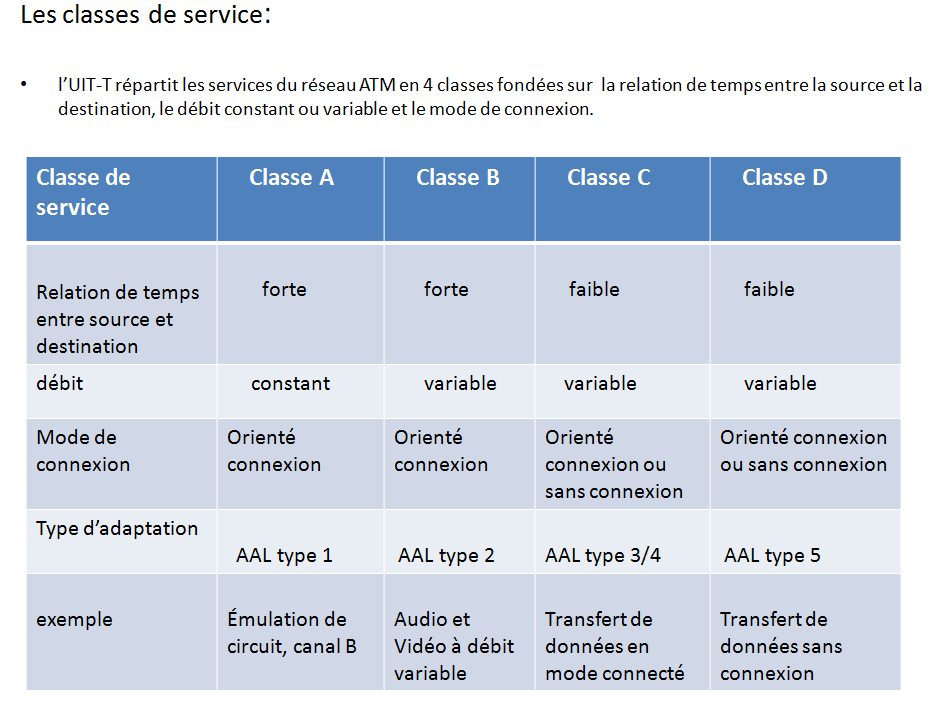 Les classes de service:
• l’UIT-T répartit les services du réseau ATM en 4 classes fondées sur la relation de temps entre la source et la
destination, le débit constant ou variable et le mode de connexion.
Classe de
service
Classe A
Classe B
Classe C
Classe D
Relation de temps
entre source et
destination
forte
forte
faible
faible
débit
constant
variable
variable
variable
Mode de
connexion
Orienté
connexion
Orienté
connexion
Orienté
connexion ou
sans connexion
Orienté connexion
ou sans connexion
Type d’adaptation
AAL type 1
AAL type 2
AAL type 3/4
AAL type 5
exemple
Émulation de
circuit, canal B
Audio et
Vidéo à débit
variable
Transfert de
données en
mode connecté
Transfert de
données sans
connexion